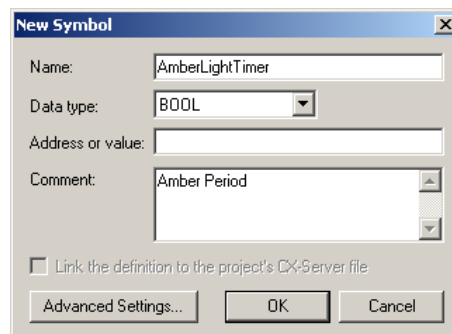 New Symbol
Name: AmberLightTimer
Data type: BOOL
Address or value:
Comment: Amber Period
Link the definition to the project's CX-Server file
Advanced Settings... OK Cancel